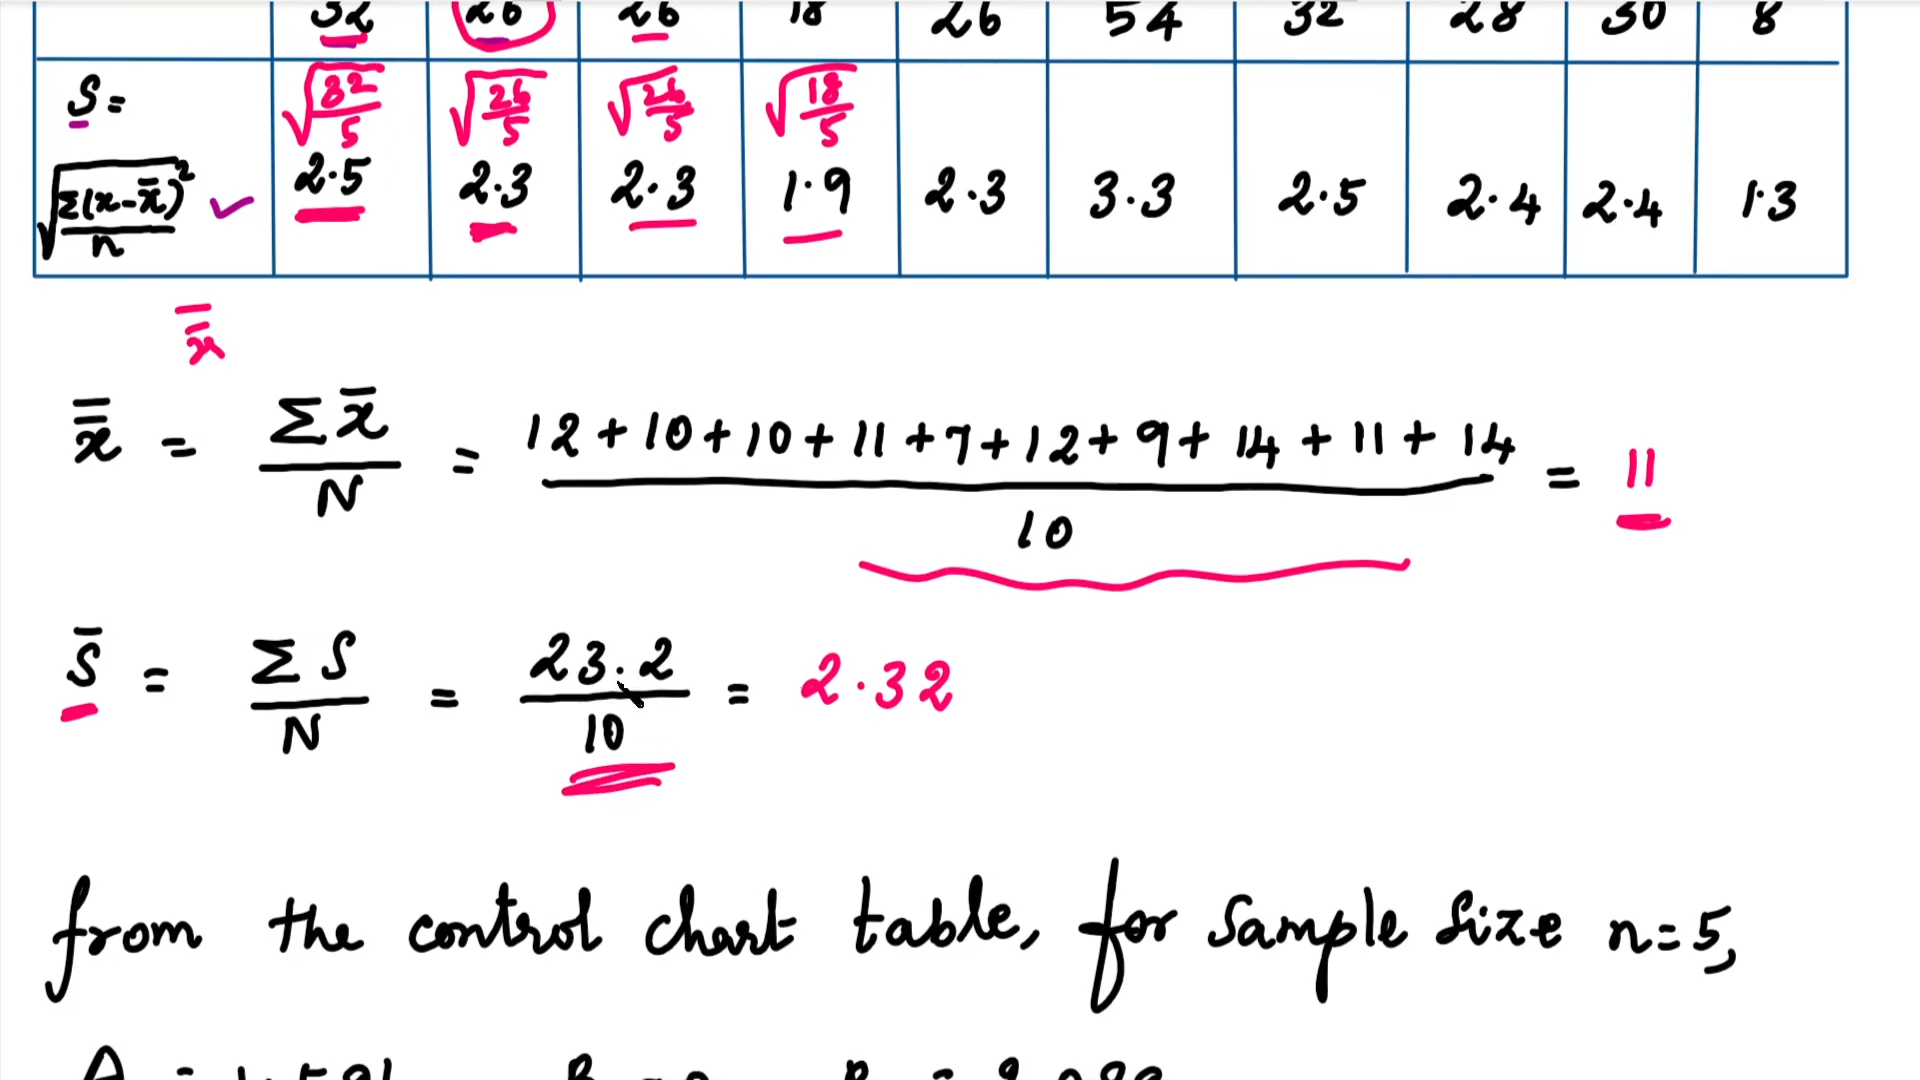 32 26 26 18 26 54 32 28 30 8
S = √(32/5) √(26/5) √(26/5) √(18/5)
√(Σ(x-x̄)²/n) ✓ 2.5 2.3 2.3 1.9 2.3 3.3 2.5 2.4 2.4 1.3
x̿
x̿ = Σx̄/N = (12+10+10+11+7+12+9+14+11+14)/10 = 11
S̄ = ΣS/N = 23.2/10 = 2.32
from the control chart table, for Sample Size n=5,